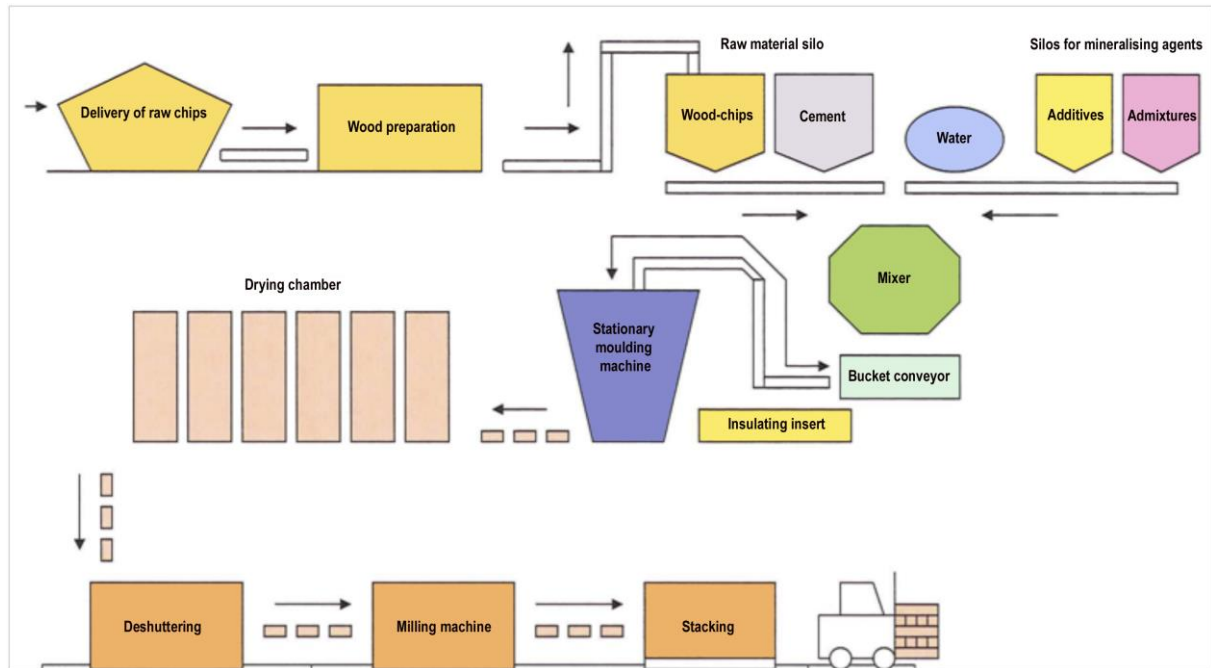 Raw material silo
Silos for mineralising agents
Delivery of raw chips
Wood preparation
Wood-chips
Cement
Water
Additives
Admixtures
Mixer
Drying chamber
Stationary
moulding
machine
Bucket conveyor
Insulating insert
Deshuttering
Milling machine
Stacking